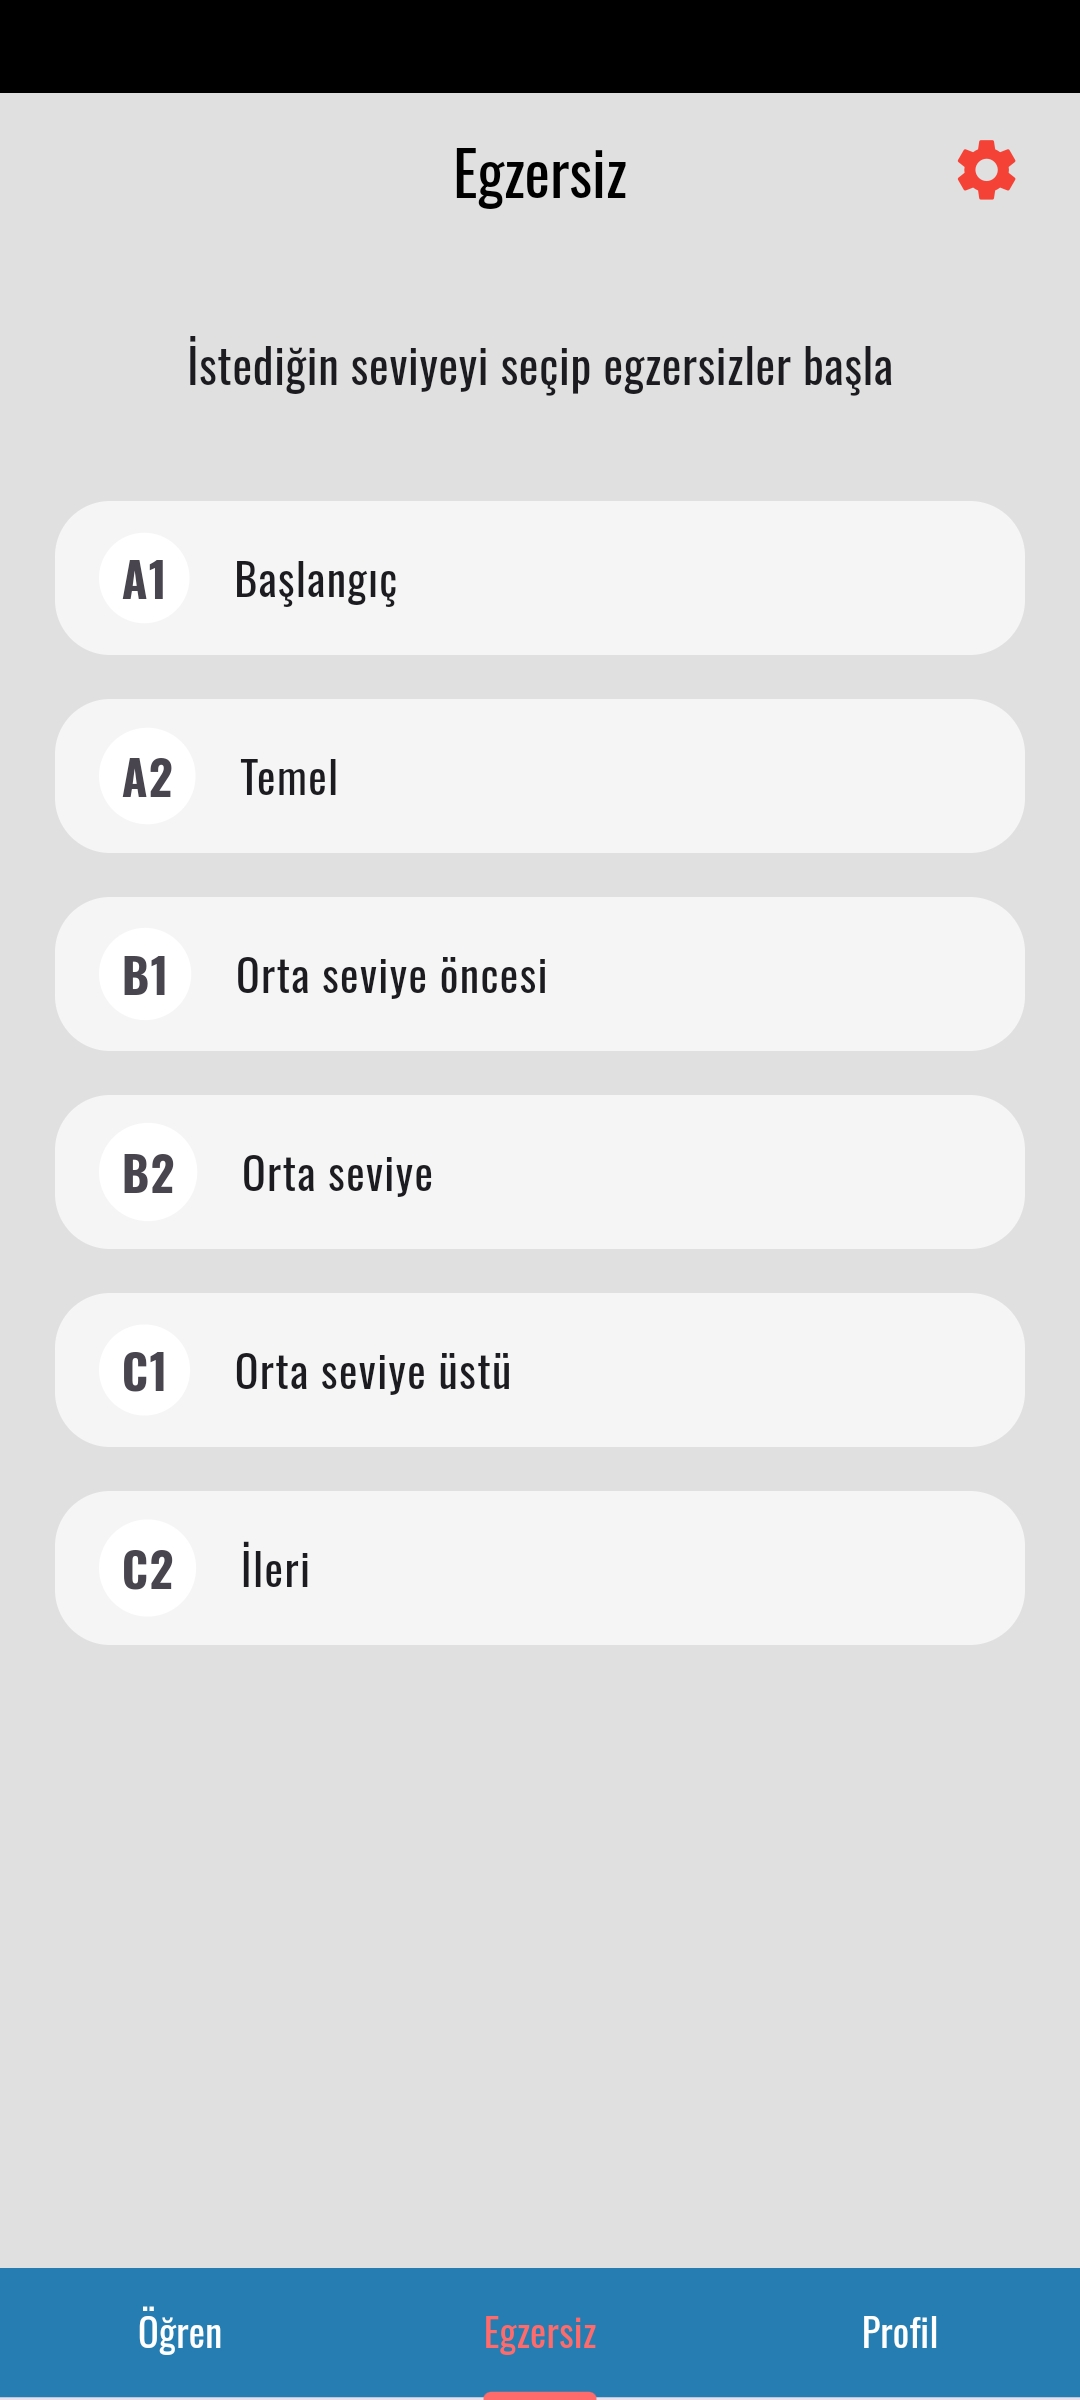 Egzersiz
İstediğin seviyeyi seçip egzersizler başla
A1 Başlangıç
A2 Temel
B1 Orta seviye öncesi
B2 Orta seviye
C1 Orta seviye üstü
C2 İleri
Öğren Egzersiz Profil